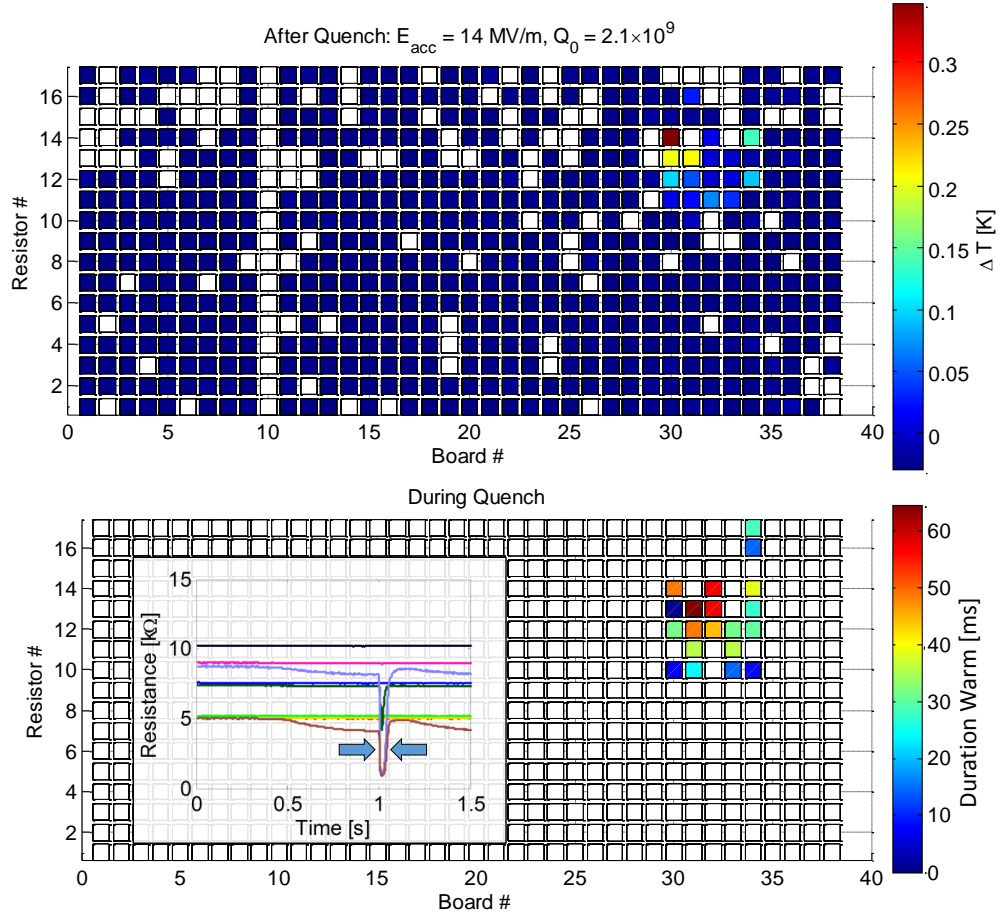 After Quench: E_acc = 14 MV/m, Q_0 = 2.1×10^9
16
14
12
10
8
6
4
2
Resistor #
0 5 10 15 20 25 30 35 40
Board #
0.3
0.25
0.2
0.15
0.1
0.05
0
Δ T [K]
During Quench
16
14
12
10
8
6
4
2
Resistor #
15
10
5
0
Resistance [kΩ]
0 0.5 1 1.5
Time [s]
0 5 10 15 20 25 30 35 40
Board #
60
50
40
30
20
10
0
Duration Warm [ms]